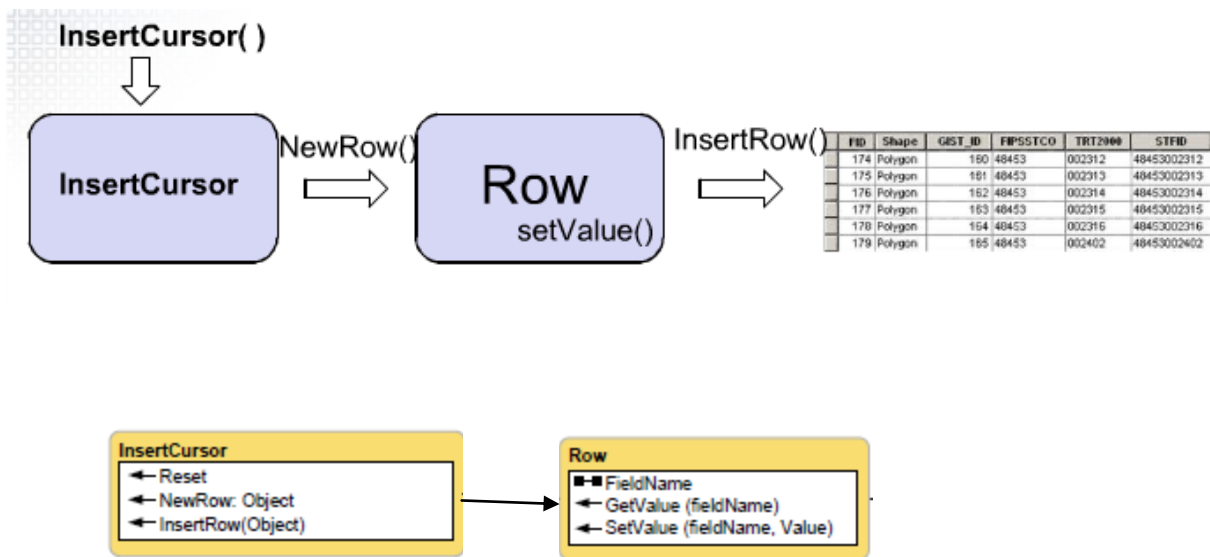 InsertCursor( )
InsertCursor
NewRow()
Row
setValue()
InsertRow()
FID Shape GIST_ID FIPSSTCO TRT2000 STFID
174 Polygon 160 48453 002312 48453002312
175 Polygon 161 48453 002313 48453002313
176 Polygon 162 48453 002314 48453002314
177 Polygon 163 48453 002315 48453002315
178 Polygon 164 48453 002316 48453002316
179 Polygon 165 48453 002402 48453002402
InsertCursor
Reset
NewRow: Object
InsertRow(Object)
Row
FieldName
GetValue (fieldName)
SetValue (fieldName, Value)